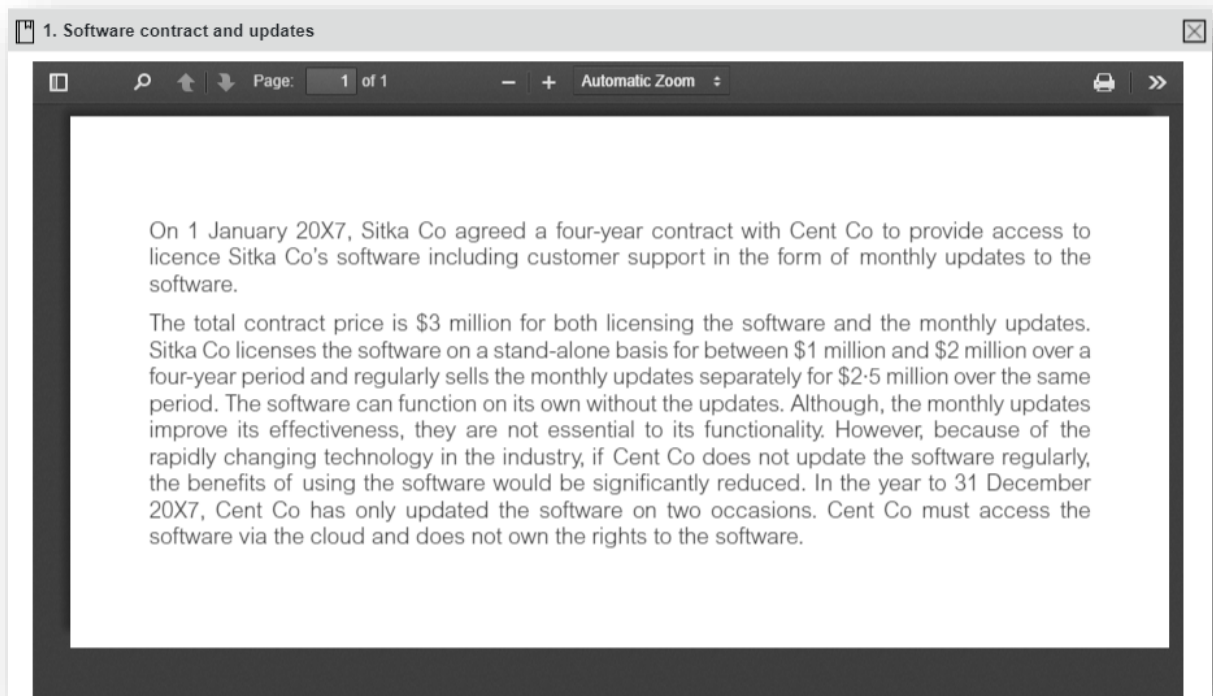 1. Software contract and updates
Page: 1 of 1 − + Automatic Zoom
On 1 January 20X7, Sitka Co agreed a four-year contract with Cent Co to provide access to
licence Sitka Co's software including customer support in the form of monthly updates to the
software.
The total contract price is $3 million for both licensing the software and the monthly updates.
Sitka Co licenses the software on a stand-alone basis for between $1 million and $2 million over a
four-year period and regularly sells the monthly updates separately for $2·5 million over the same
period. The software can function on its own without the updates. Although, the monthly updates
improve its effectiveness, they are not essential to its functionality. However, because of the
rapidly changing technology in the industry, if Cent Co does not update the software regularly,
the benefits of using the software would be significantly reduced. In the year to 31 December
20X7, Cent Co has only updated the software on two occasions. Cent Co must access the
software via the cloud and does not own the rights to the software.